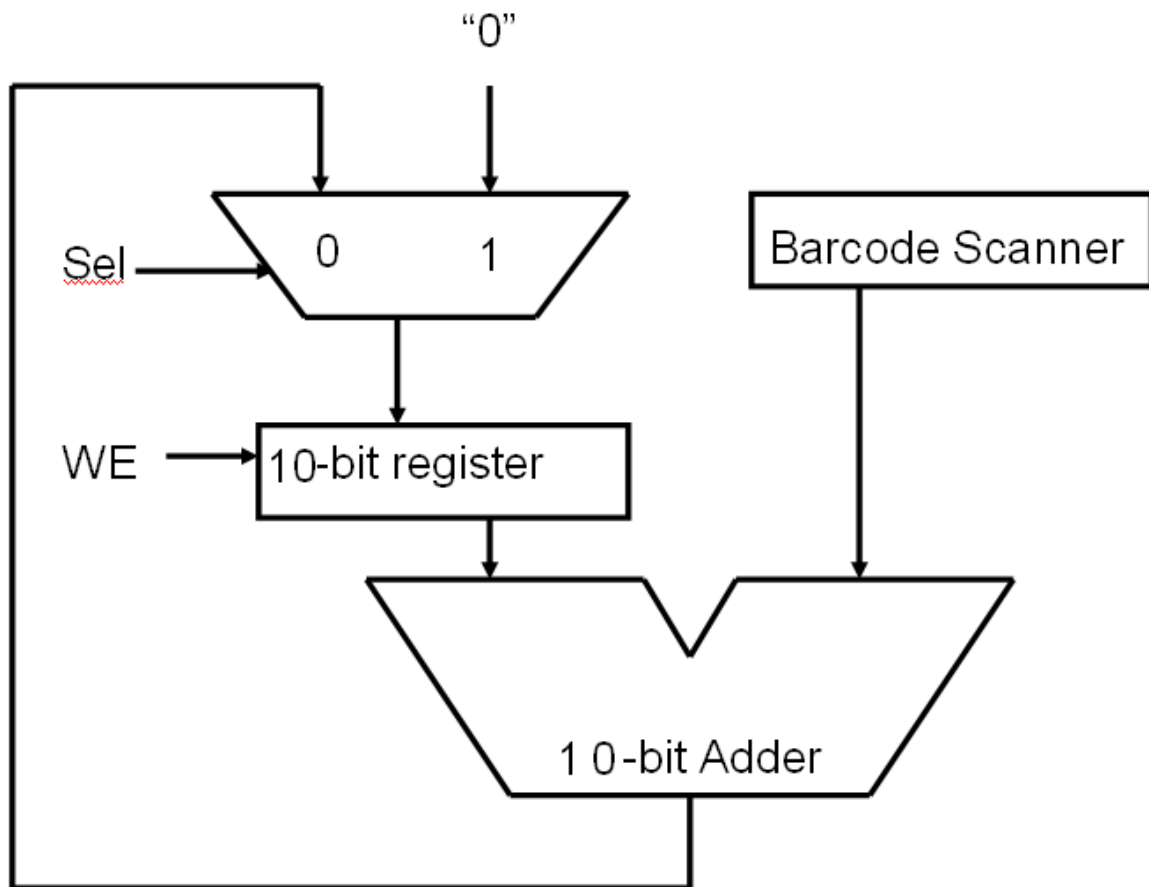 “0”
0 1
Sel
Barcode Scanner
WE
10-bit register
1 0-bit Adder